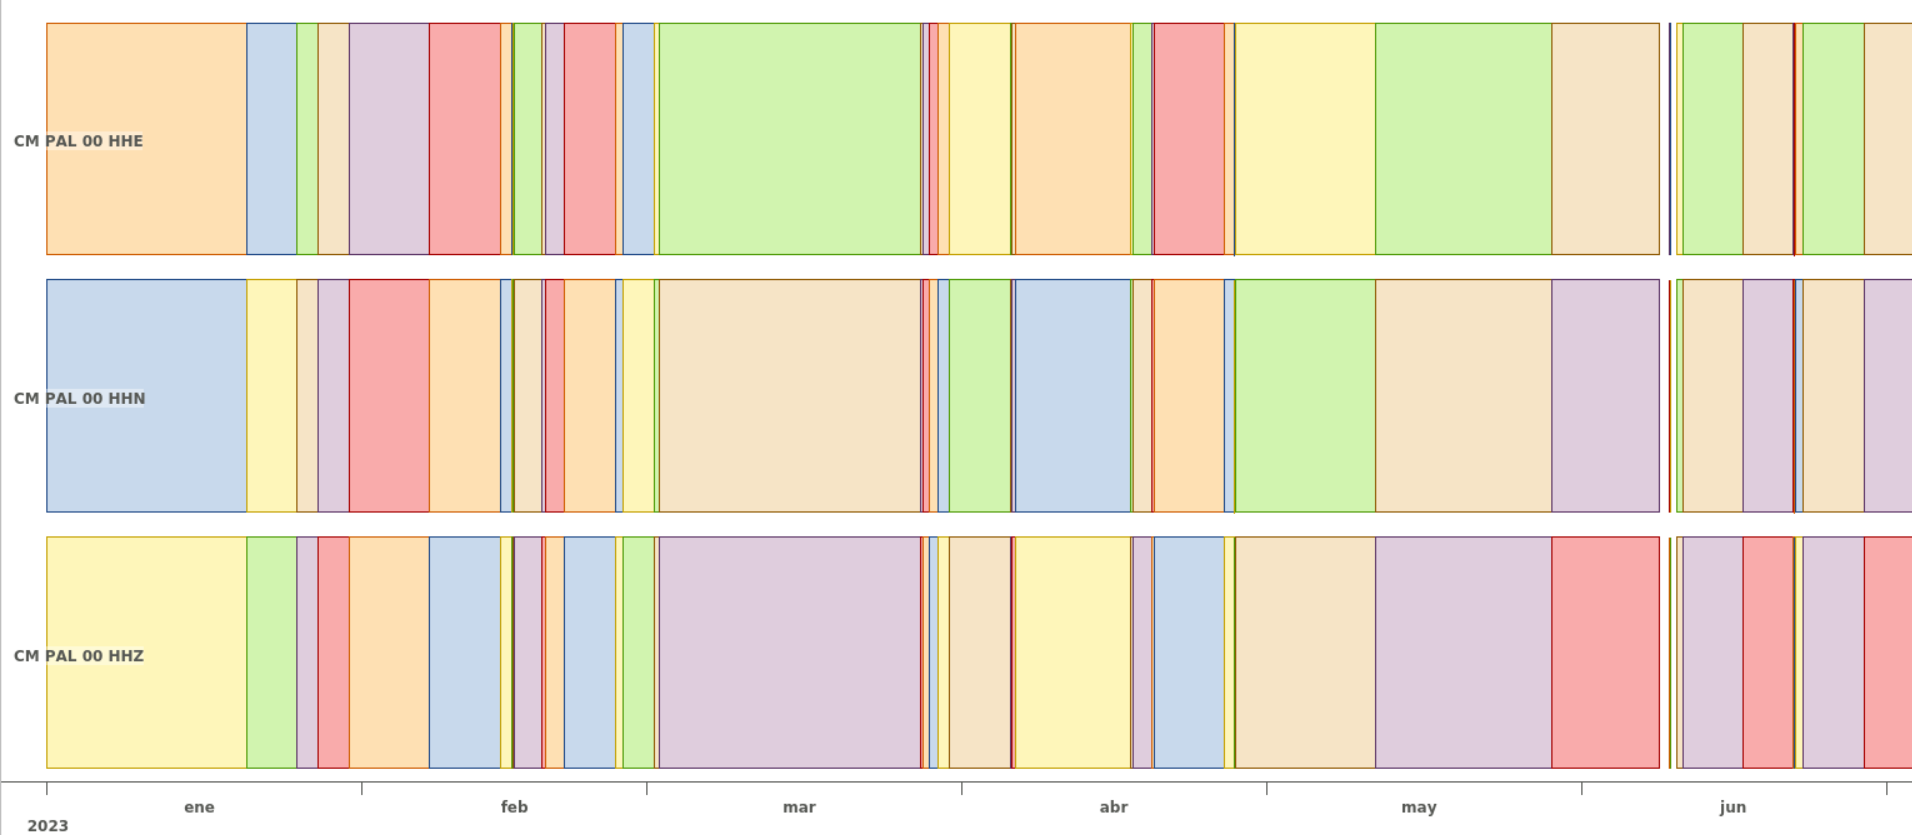 CM PAL 00 HHE
CM PAL 00 HHN
CM PAL 00 HHZ
ene feb mar abr may jun
2023